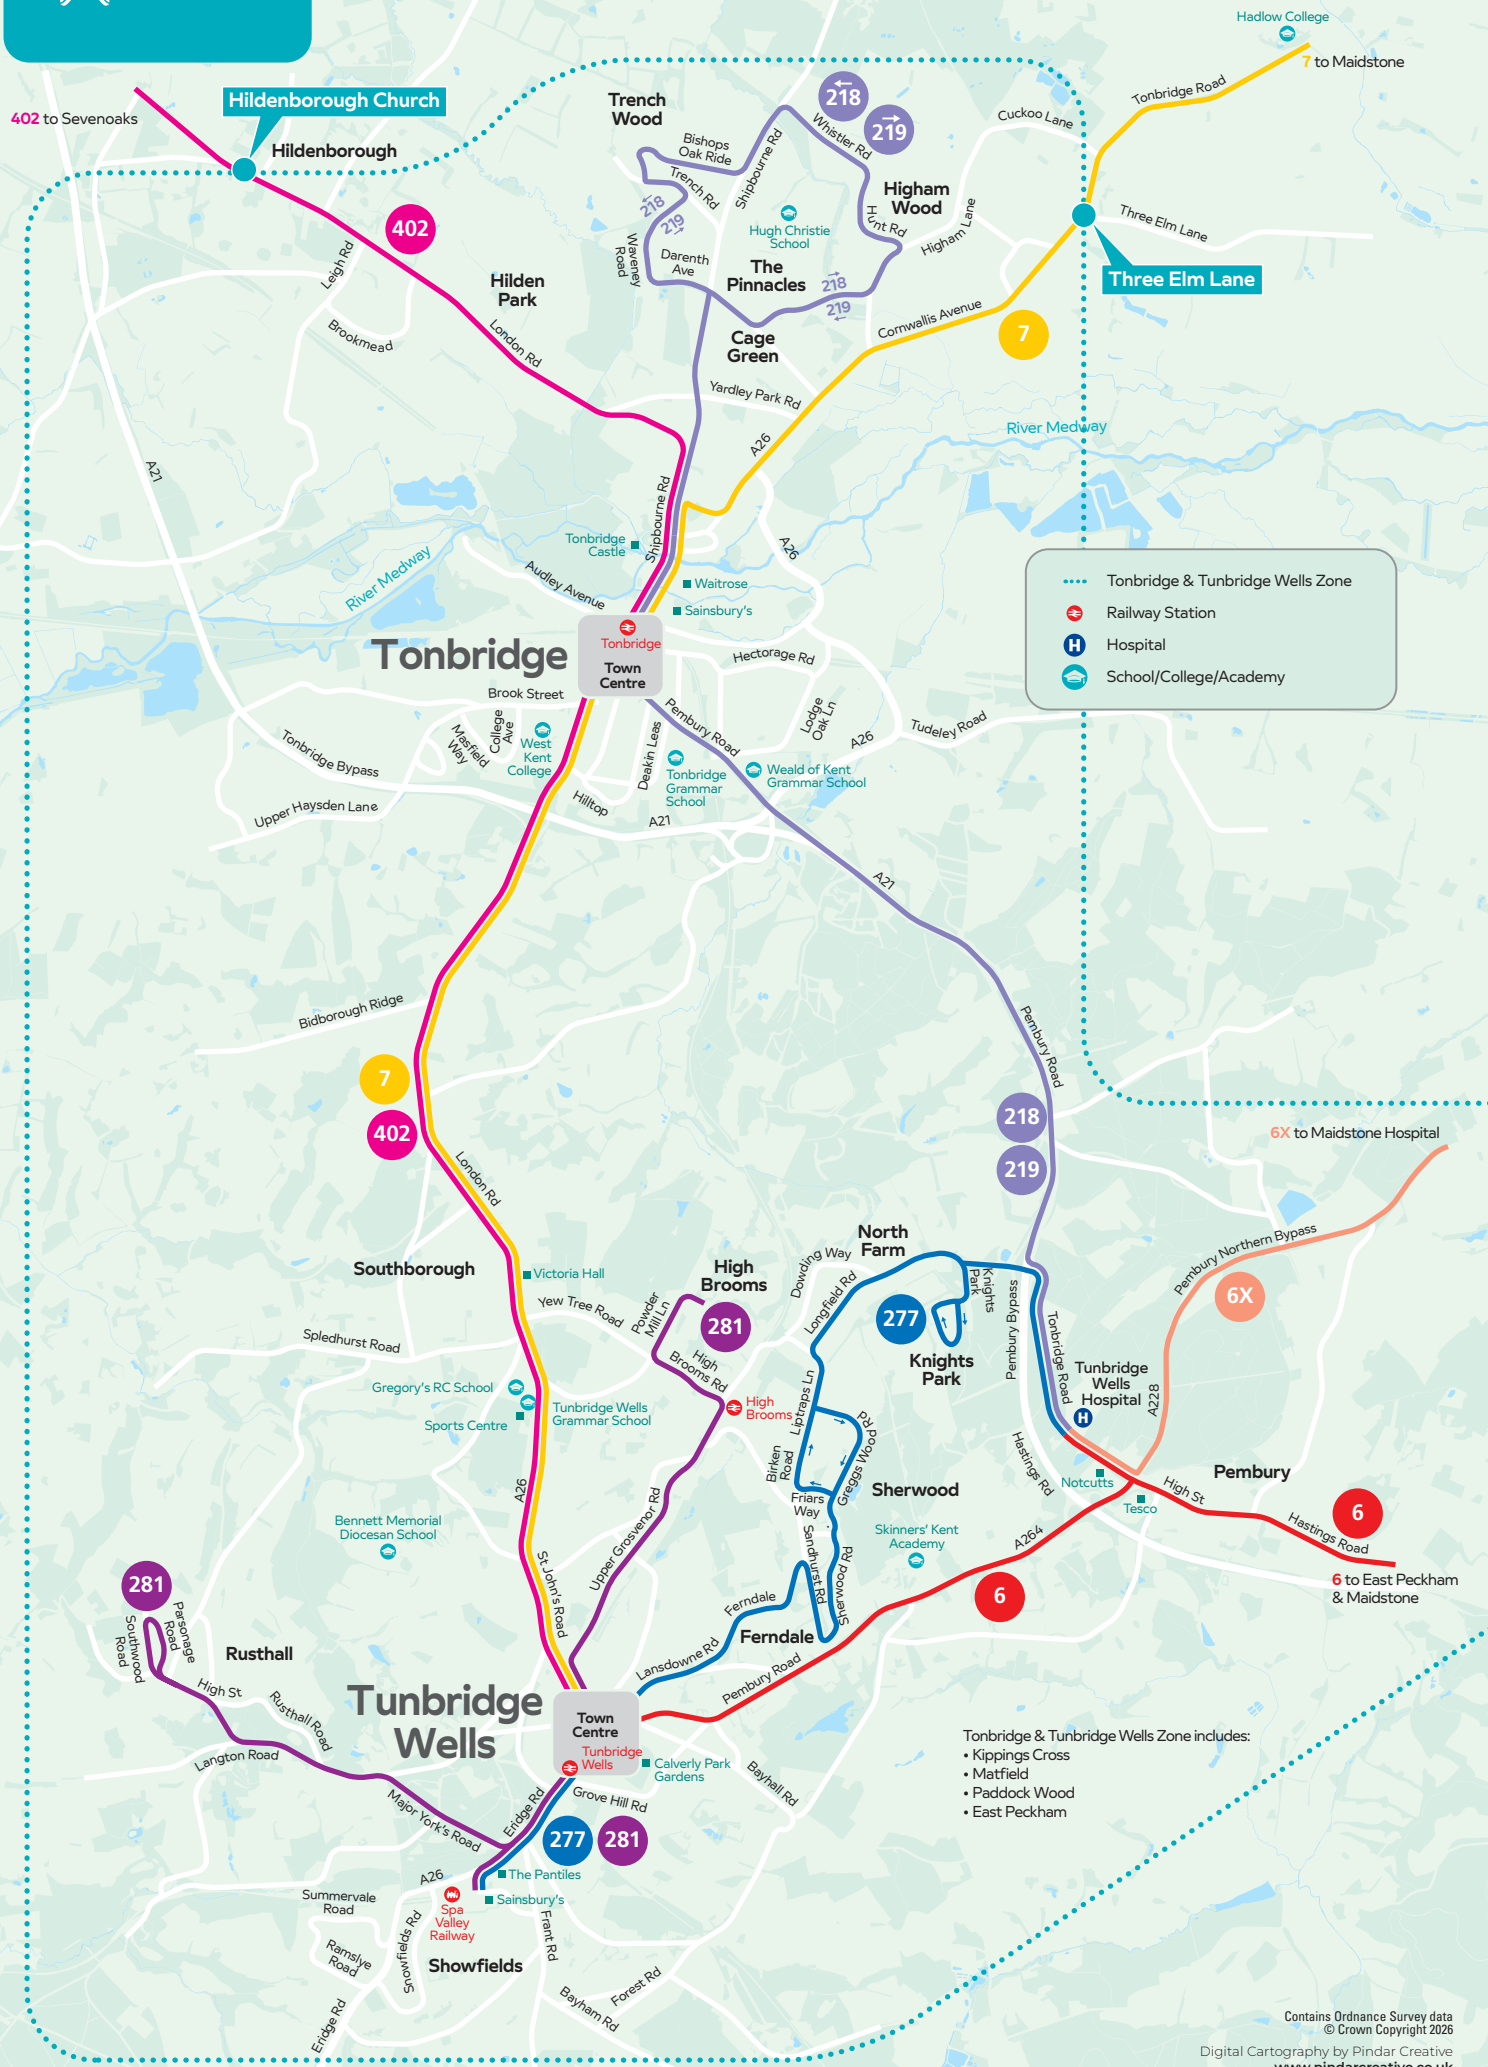 Hadlow College
7 to Maidstone
Tonbridge Road
402 to Sevenoaks
Hildenborough Church
Hildenborough
Trench
Wood
Bishops
Oak Ride
Shipbourne Rd
Whistler Rd
218
219
Cuckoo Lane
Trench Rd
218
219
Hugh Christie
School
Higham
Wood
Hunt Rd
Higham Lane
Three Elm Lane
Three Elm Lane
402
Leigh Rd
Waveney
Road
Darenth
Ave
The
Pinnacles
218
219
Hilden
Park
Brookmead
London Rd
Cage
Green
Cornwallis Avenue
7
Yardley Park Rd
A26
River Medway
A21
Shipbourne Rd
Tonbridge
Castle
A26
River Medway
Audley Avenue
Waitrose
Sainsbury's
Tonbridge & Tunbridge Wells Zone
Railway Station
Hospital
School/College/Academy
Tonbridge
Tonbridge
Town
Centre
Hectorage Rd
Brook Street
College
Ave
Masfield
Way
West
Kent
College
Pembury Road
Lodge
Oak Ln
A26
Tudeley Road
Tonbridge Bypass
Deakin Leas
Tonbridge
Grammar
School
Weald of Kent
Grammar School
Upper Haysden Lane
Hilltop
A21
A21
Bidborough Ridge
Pembury Road
7
402
218
219
6X to Maidstone Hospital
London Rd
Southborough
Victoria Hall
Yew Tree Road
High
Brooms
Powder
Mill Ln
281
Dowding Way
North
Farm
Longfield Rd
277
Knights
Park
Knights
Park
Pembury Bypass
Tonbridge Road
Pembury Northern Bypass
6X
Spledhurst Road
High
Brooms Rd
Tunbridge
Wells
Hospital
A228
Gregory's RC School
Sports Centre
Tunbridge Wells
Grammar School
High
Brooms
Liptraps Ln
Birken
Road
Greggs Wood Rd
Hastings Rd
Notcutts
Tesco
High St
Pembury
Hastings Road
6
6 to East Peckham
& Maidstone
A26
Upper Grosvenor Rd
Friars
Way
Sherwood
Skinners' Kent
Academy
A264
6
Bennett Memorial
Diocesan School
St John's Road
Sandhurst Rd
Sherwood Rd
Ferndale
Ferndale
Lansdowne Rd
Pembury Road
281
Southwood
Road
Parsonage
Road
Rusthall
High St
Rusthall Road
Langton Road
Tunbridge
Wells
Town
Centre
Tunbridge
Wells
Calverly Park
Gardens
Bayhall Rd
Tonbridge & Tunbridge Wells Zone includes:
• Kippings Cross
• Matfield
• Paddock Wood
• East Peckham
Major York's Road
Eridge Rd
Grove Hill Rd
277
281
A26
The Pantiles
Sainsbury's
Summervale
Road
Spa
Valley
Railway
Ramslye
Road
Snowfields Rd
Showfields
Frant Rd
Eridge Rd
Bayham Rd
Forest Rd
Contains Ordnance Survey data
© Crown Copyright 2026
Digital Cartography by Pindar Creative
www.pindarcreative.co.uk